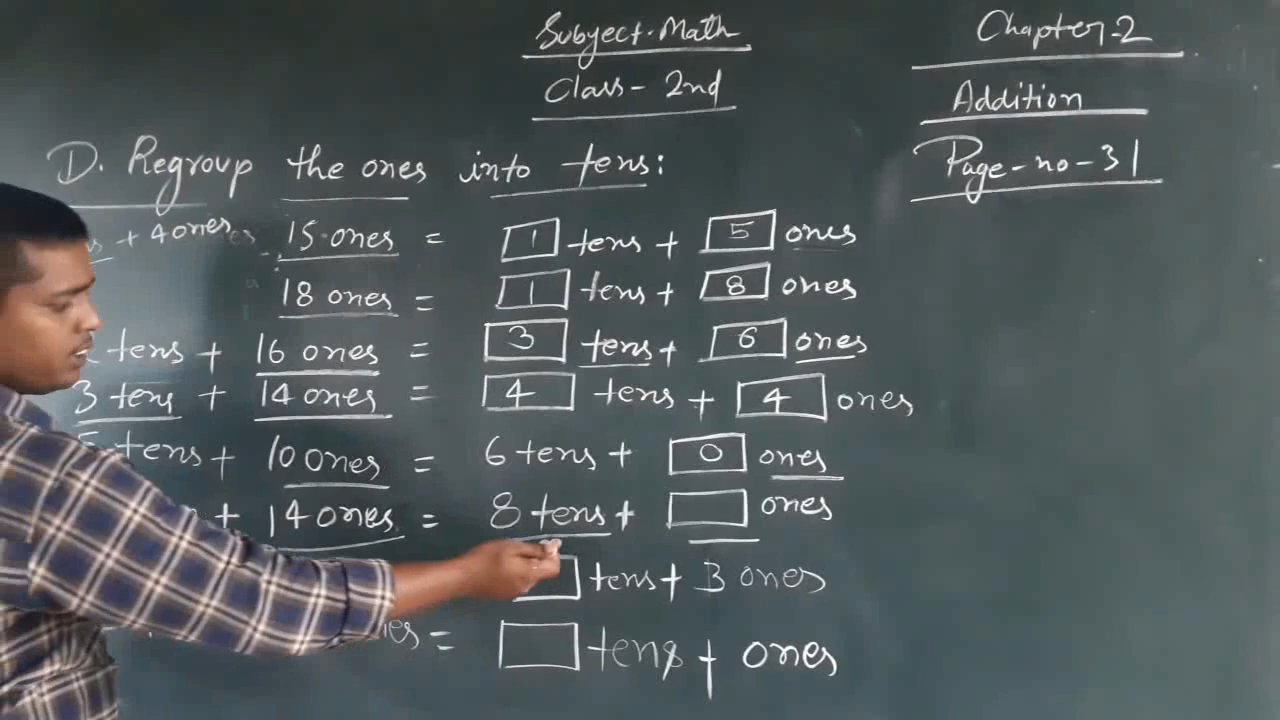 Subject-Math
Class-2nd
Chapter-2
Addition
Page-no-31
D. Regroup the ones into tens:
+ 4 ones
15 ones = 1 tens + 5 ones
18 ones = 1 tens + 8 ones
tens + 16 ones = 3 tens + 6 ones
3 tens + 14 ones = 4 tens + 4 ones
tens + 10 ones = 6 tens + 0 ones
+ 14 ones = 8 tens + ones
tens + 3 ones
= tens + ones